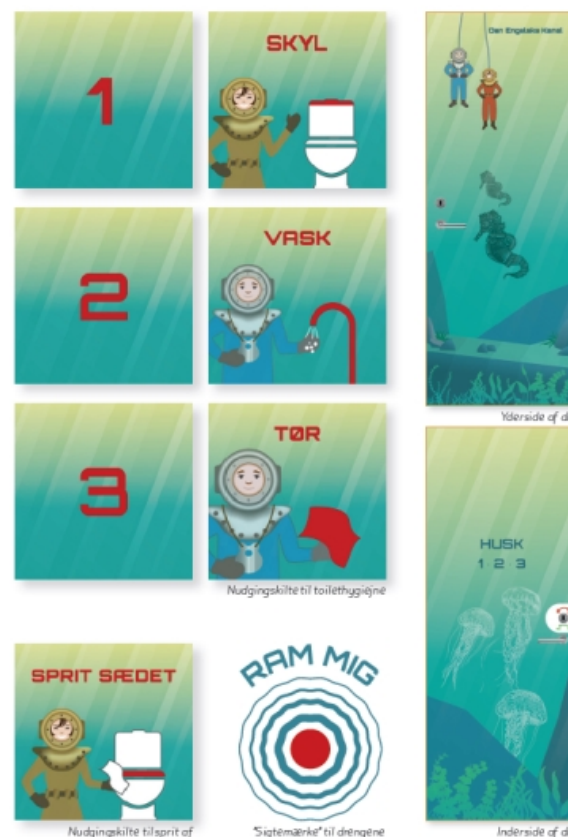 1
SKYL
Den Engelske Kanal
2
VASK
3
TØR
Nudgingskilte til toilethygiejne
Yderside af d
HUSK
1 2 3
SPRIT SÆDET
RAM MIG
Nudgingskilte til sprit af
"Sigtemærke" til drengene
Inderside af d